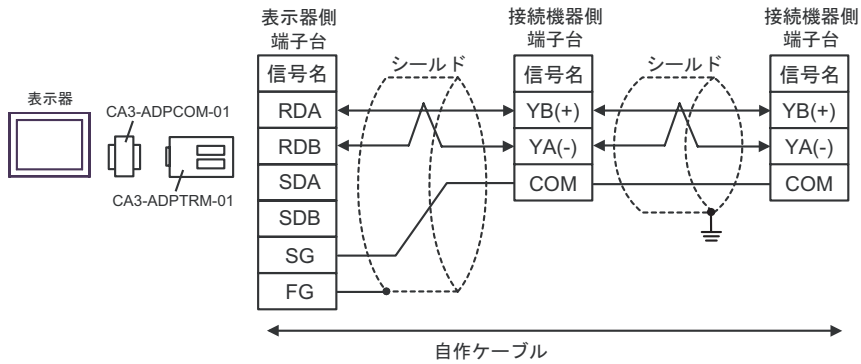 表示器
CA3-ADPCOM-01
CA3-ADPTRM-01
表示器側
端子台
信号名
RDA
RDB
SDA
SDB
SG
FG
シールド
接続機器側
端子台
信号名
YB(+)
YA(-)
COM
シールド
接続機器側
端子台
信号名
YB(+)
YA(-)
COM
自作ケーブル